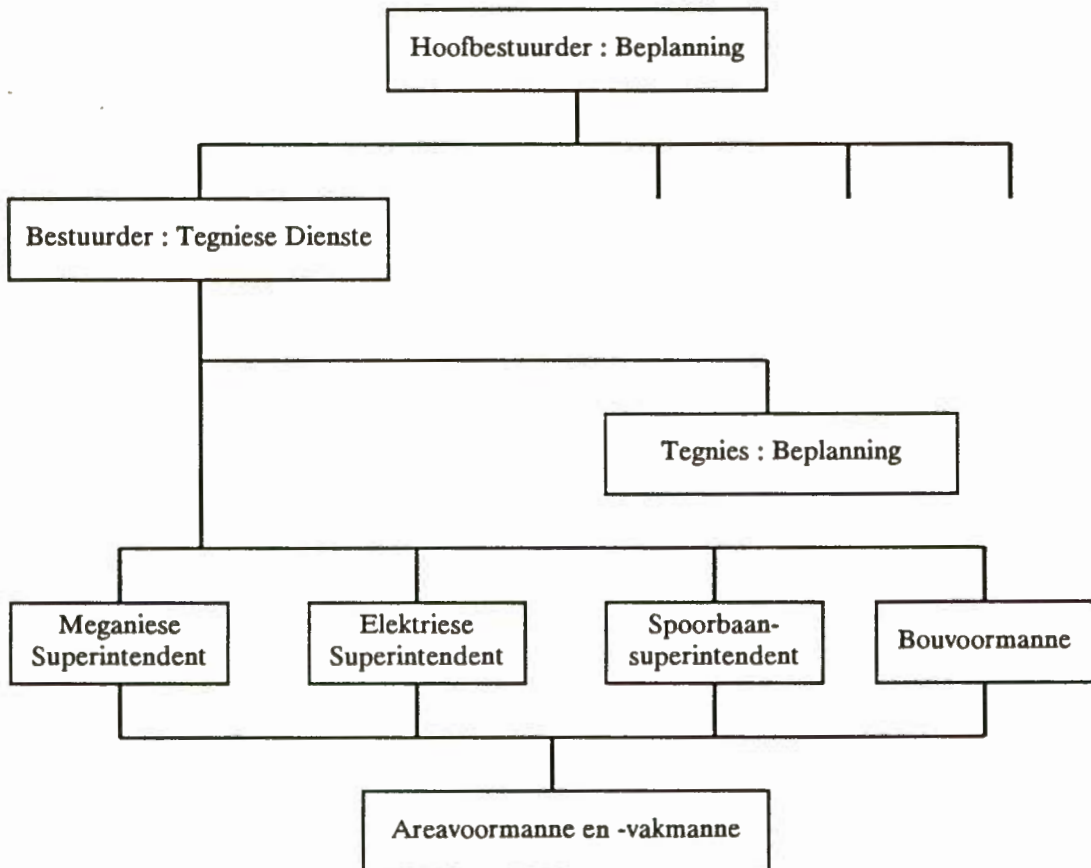 Hoofbestuurder : Beplanning
Bestuurder : Tegniese Dienste
Tegnies : Beplanning
Meganiese
Superintendent
Elektriese
Superintendent
Spoorbaan-
superintendent
Bouvoormanne
Areavoormanne en -vakmanne